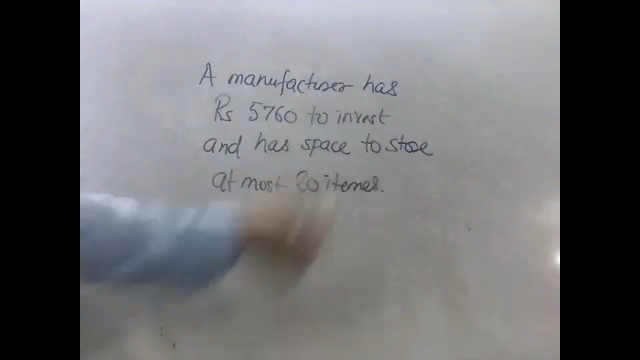 A manufacturer has
Rs 5760 to invest
and has space to store
at most 20 items.